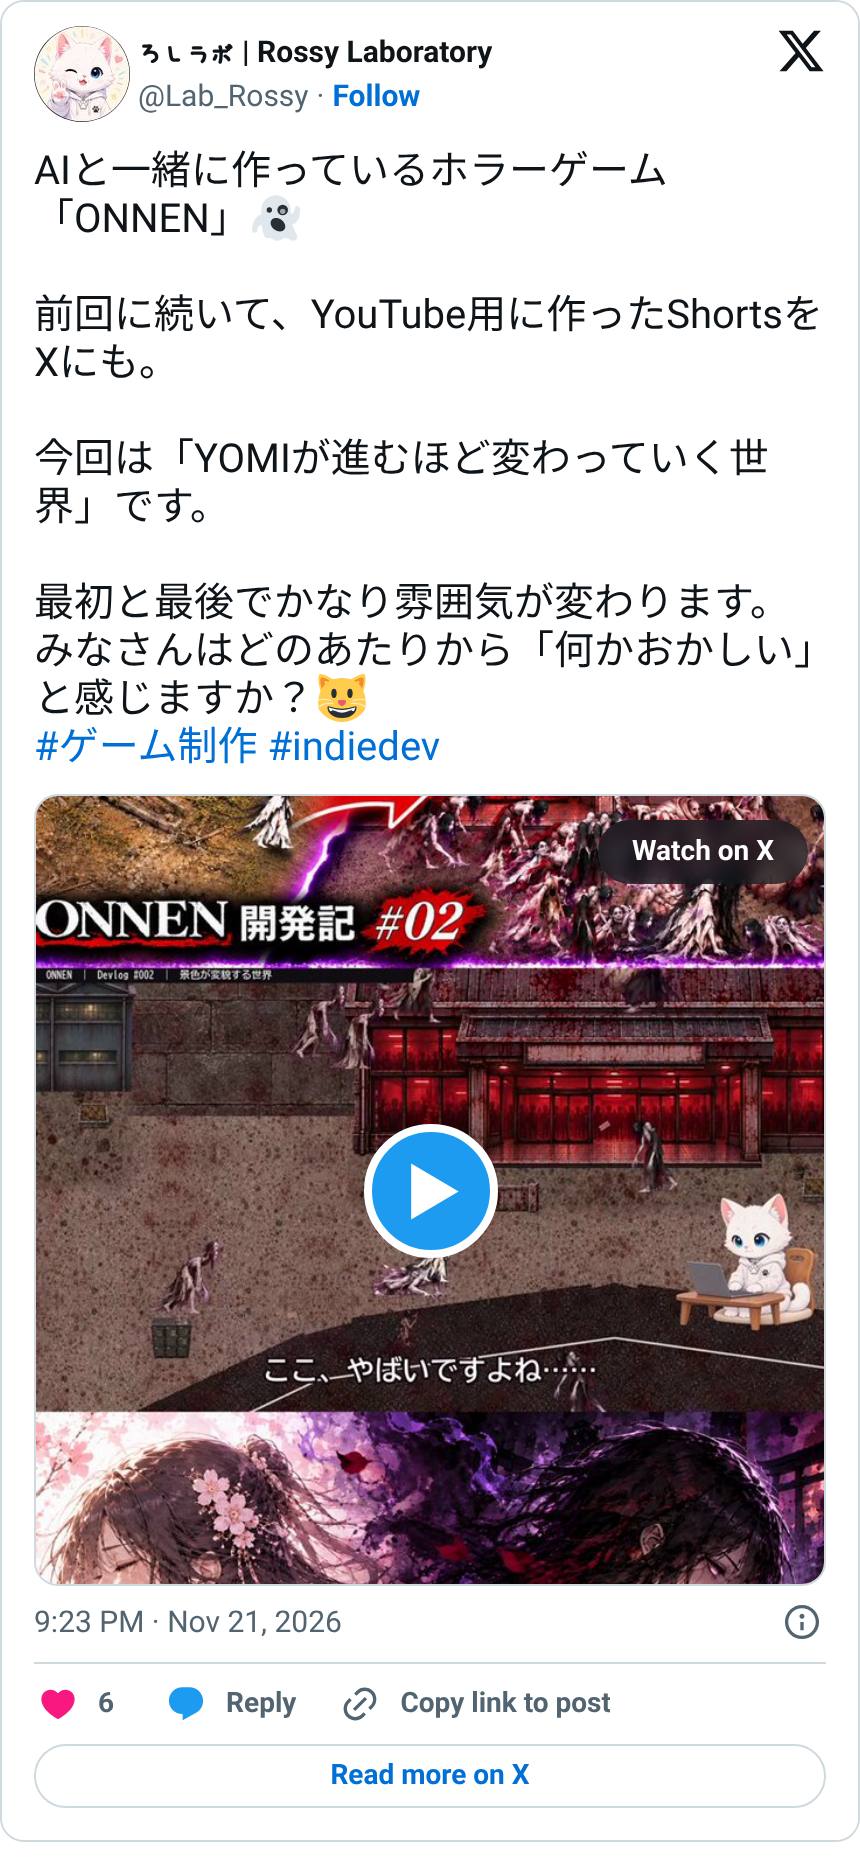 ろしラボ | Rossy Laboratory
@Lab_Rossy · Follow
AIと一緒に作っているホラーゲーム
「ONNEN」👻
前回に続いて、YouTube用に作ったShortsを
Xにも。
今回は「YOMIが進むほど変わっていく世
界」です。
最初と最後でかなり雰囲気が変わります。
みなさんはどのあたりから「何かおかしい」
と感じますか？😺
#ゲーム制作 #indiedev
Watch on X
ONNEN 開発記 #02
ONNEN | Devlog #002 | 景色が変貌する世界
ここ、やばいですよね……
9:23 PM · Nov 21, 2026
6 Reply Copy link to post
Read more on X